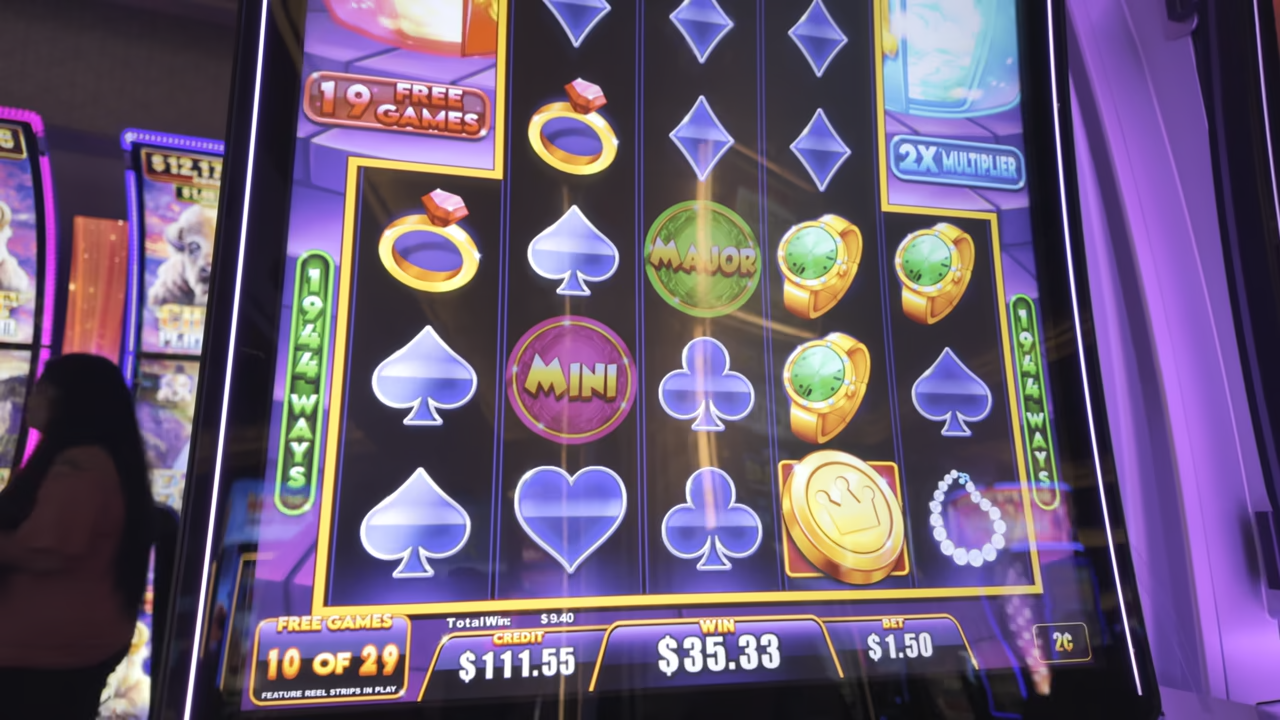 19 FREE GAMES
2X MULTIPLIER
$12,17
MAJOR
1944 WAYS
1944 WAYS
MINI
FREE GAMES
10 OF 29
FEATURE REEL STRIPS IN PLAY
Total Win: $9.40
CREDIT
$111.55
WIN
$35.33
BET
$1.50
2¢